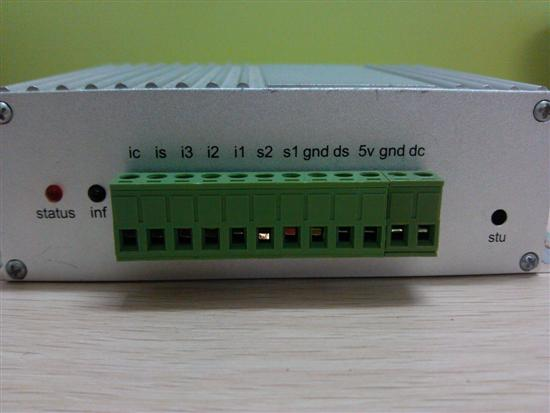 ic is i3 i2 i1 s2 s1 gnd ds 5v gnd dc
status inf
stu